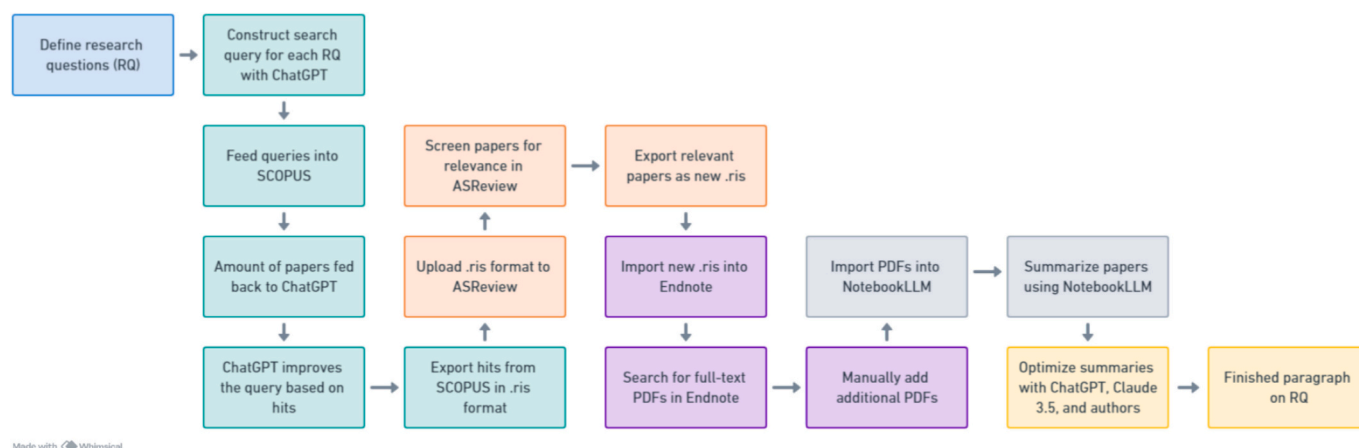 Define research
questions (RQ)
Construct search
query for each RQ
with ChatGPT
Feed queries into
SCOPUS
Amount of papers fed
back to ChatGPT
ChatGPT improves
the query based on
hits
Export hits from
SCOPUS in .ris
format
Upload .ris format to
ASReview
Screen papers for
relevance in
ASReview
Export relevant
papers as new .ris
Import new .ris into
Endnote
Search for full-text
PDFs in Endnote
Manually add
additional PDFs
Import PDFs into
NotebookLLM
Summarize papers
using NotebookLLM
Optimize summaries
with ChatGPT, Claude
3.5, and authors
Finished paragraph
on RQ
Made with Whimsical